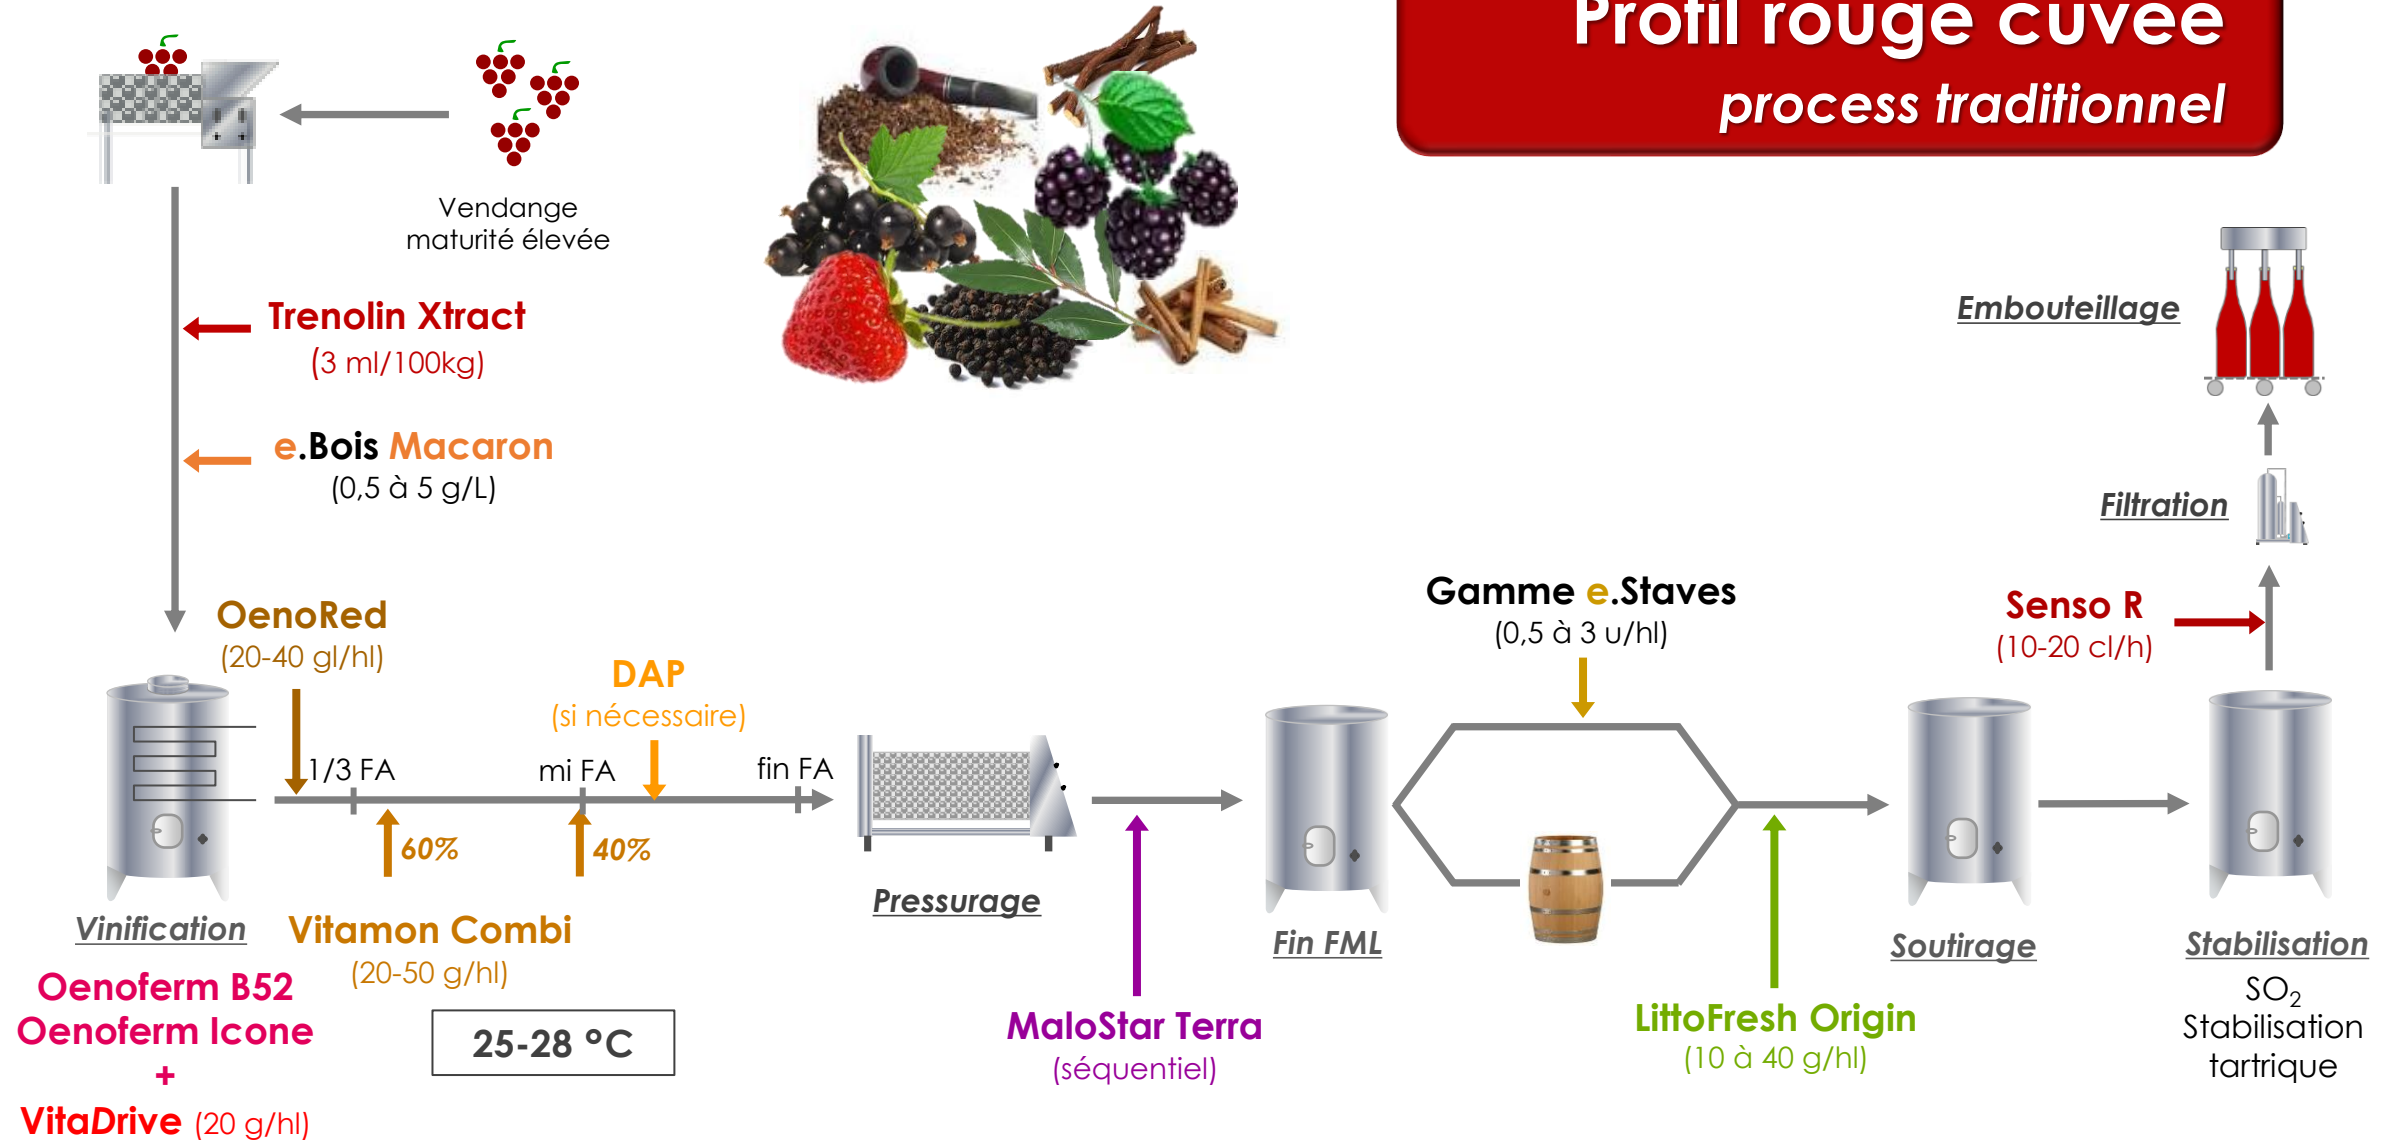 Profil rouge cuvée
process traditionnel
Vendange
maturité élevée
Trenolin Xtract
(3 ml/100kg)
e.Bois Macaron
(0,5 à 5 g/L)
OenoRed
(20-40 gl/hl)
DAP
(si nécessaire)
1/3 FA
mi FA
fin FA
60%
40%
Vinification
Vitamon Combi
(20-50 g/hl)
25-28 °C
Oenoferm B52
Oenoferm Icone
+
VitaDrive (20 g/hl)
Pressurage
MaloStar Terra
(séquentiel)
Fin FML
Gamme e.Staves
(0,5 à 3 u/hl)
LittoFresh Origin
(10 à 40 g/hl)
Soutirage
Stabilisation
SO₂
Stabilisation
tartrique
Senso R
(10-20 cl/h)
Filtration
Embouteillage